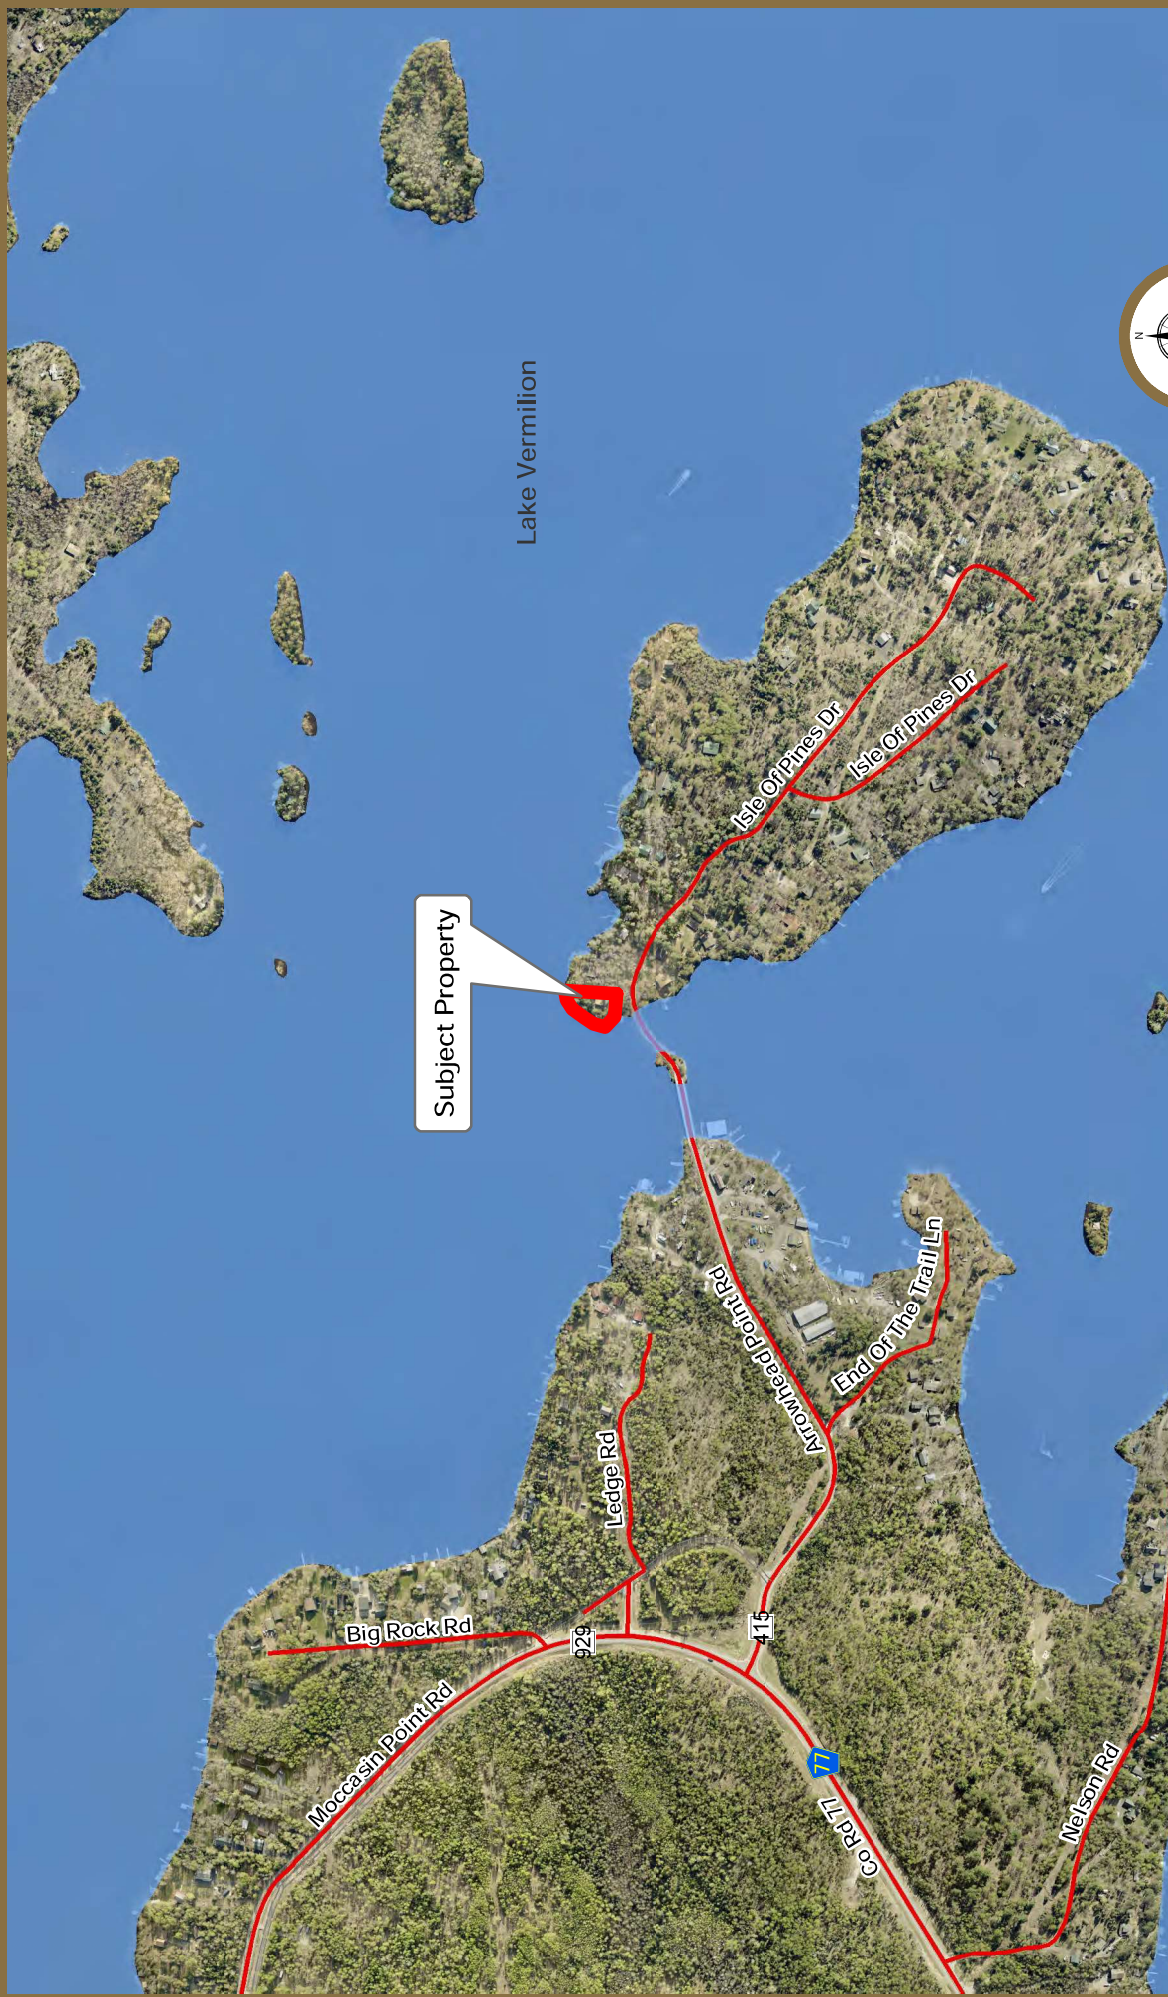 Lake Vermilion
Subject Property
Isle Of Pines Dr
Isle Of Pines Dr
Arrowhead Point Rd
End Of The Trail Ln
Ledge Rd
Big Rock Rd
929
415
Moccasin Point Rd
77
Co Rd 77
Nelson Rd
N